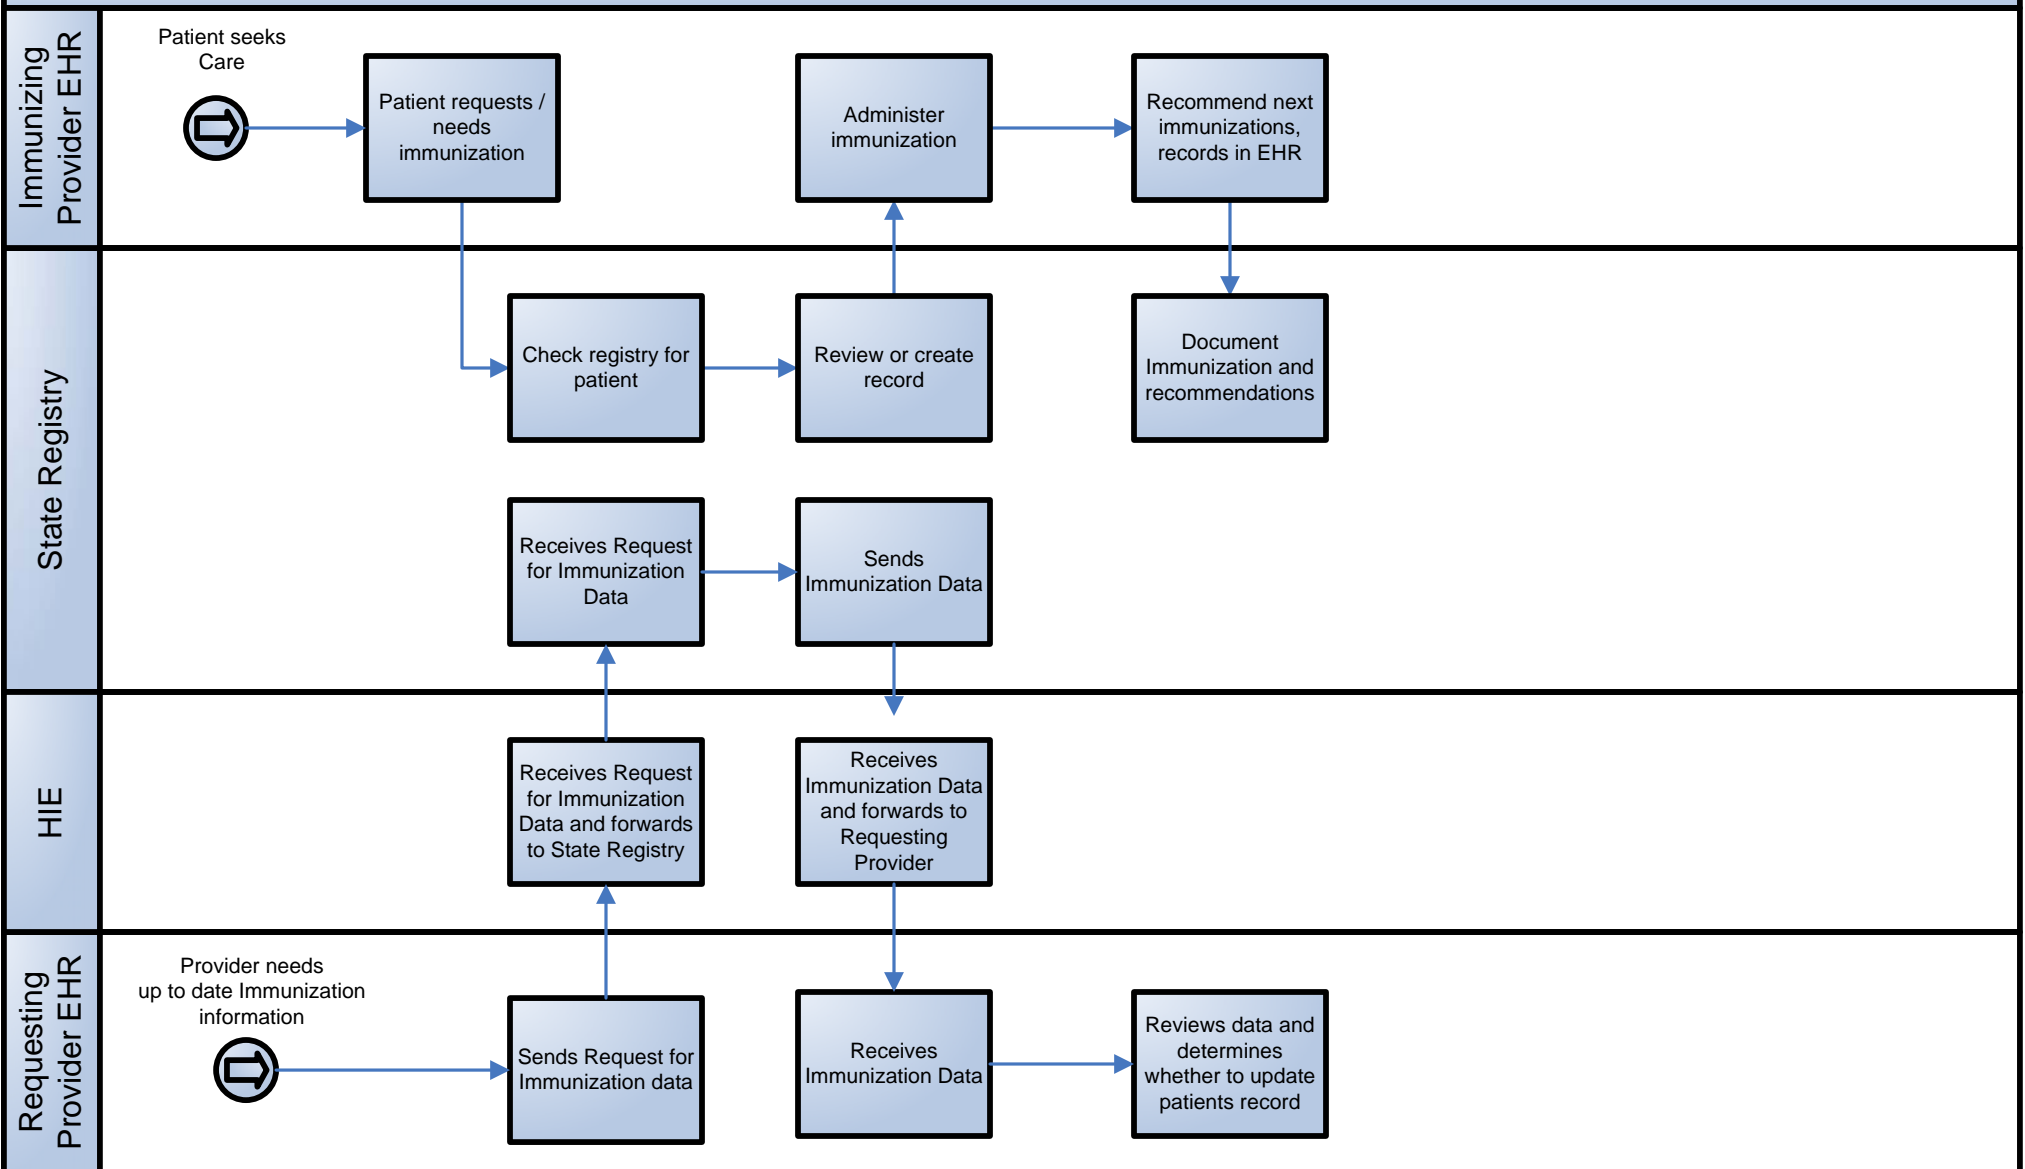 Immunizing
Provider EHR
Patient seeks
Care
Patient requests /
needs
immunization
Administer
immunization
Recommend next
immunizations,
records in EHR
State Registry
Check registry for
patient
Review or create
record
Document
Immunization and
recommendations
Receives Request
for Immunization
Data
Sends
Immunization Data
HIE
Receives Request
for Immunization
Data and forwards
to State Registry
Receives
Immunization Data
and forwards to
Requesting
Provider
Requesting
Provider EHR
Provider needs
up to date Immunization
information
Sends Request for
Immunization data
Receives
Immunization Data
Reviews data and
determines
whether to update
patients record